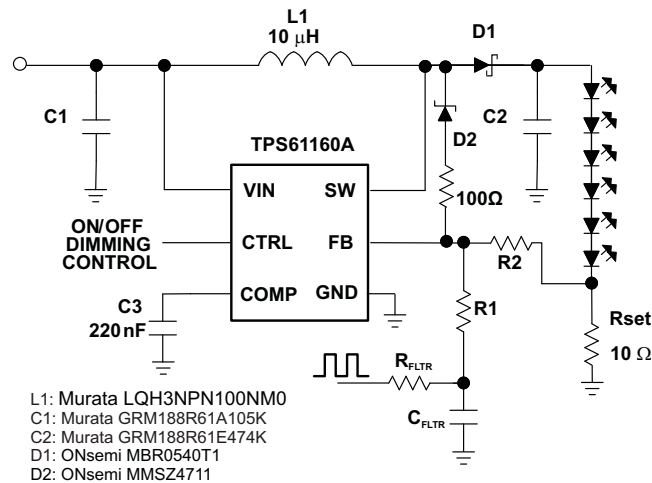 L1
10 μH
D1
C1
TPS61160A
D2
C2
VIN
SW
100Ω
ON/OFF
DIMMING
CONTROL
CTRL
FB
R2
C3
220 nF
COMP
GND
R1
Rset
10 Ω
RFLTR
CFLTR
L1: Murata LQH3NPN100NM0
C1: Murata GRM188R61A105K
C2: Murata GRM188R61E474K
D1: ONsemi MBR0540T1
D2: ONsemi MMSZ4711